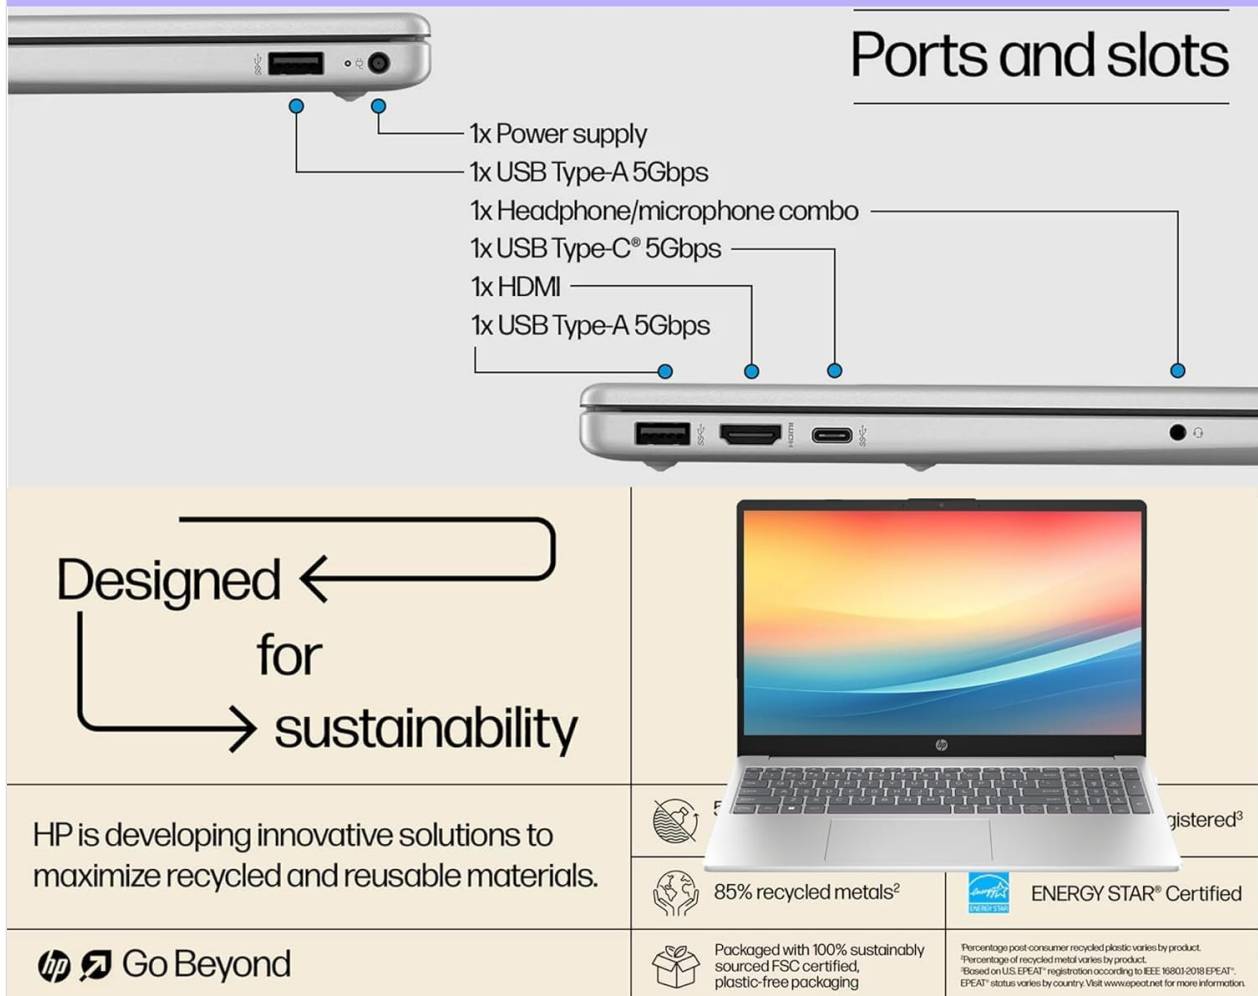 Ports and slots
1x Power supply
1x USB Type-A 5Gbps
1x Headphone/microphone combo
1x USB Type-C® 5Gbps
1x HDMI
1x USB Type-A 5Gbps
HDMI
Designed
for
sustainability
hp
HP is developing innovative solutions to
maximize recycled and reusable materials.
gistered³
85% recycled metals²
ENERGY STAR
ENERGY STAR® Certified
hp Go Beyond
Packaged with 100% sustainably
sourced FSC certified,
plastic-free packaging
¹Percentage post-consumer recycled plastic varies by product.
²Percentage of recycled metal varies by product.
³Based on U.S. EPEAT® registration according to IEEE 1680.1-2018 EPEAT®.
EPEAT® status varies by country. Visit www.epeat.net for more information.